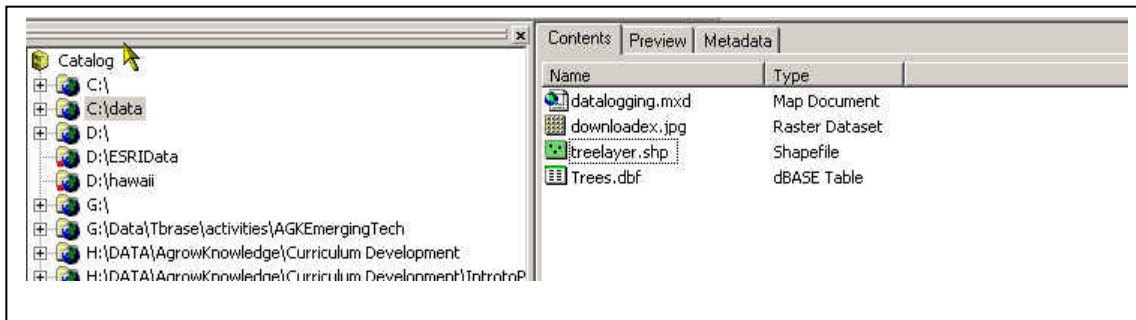 Catalog
C:\
C:\data
D:\
D:\ESRIData
D:\hawaii
G:\
G:\Data\Tbrase\activities\AGKEmergingTech
H:\DATA\AgrowKnowledge\Curriculum Development
H:\DATA\AgrowKnowledge\Curriculum Development\IntrotoP
Contents Preview Metadata
Name Type
datalogging.mxd Map Document
downloadex.jpg Raster Dataset
treelayer.shp Shapefile
Trees.dbf dBASE Table